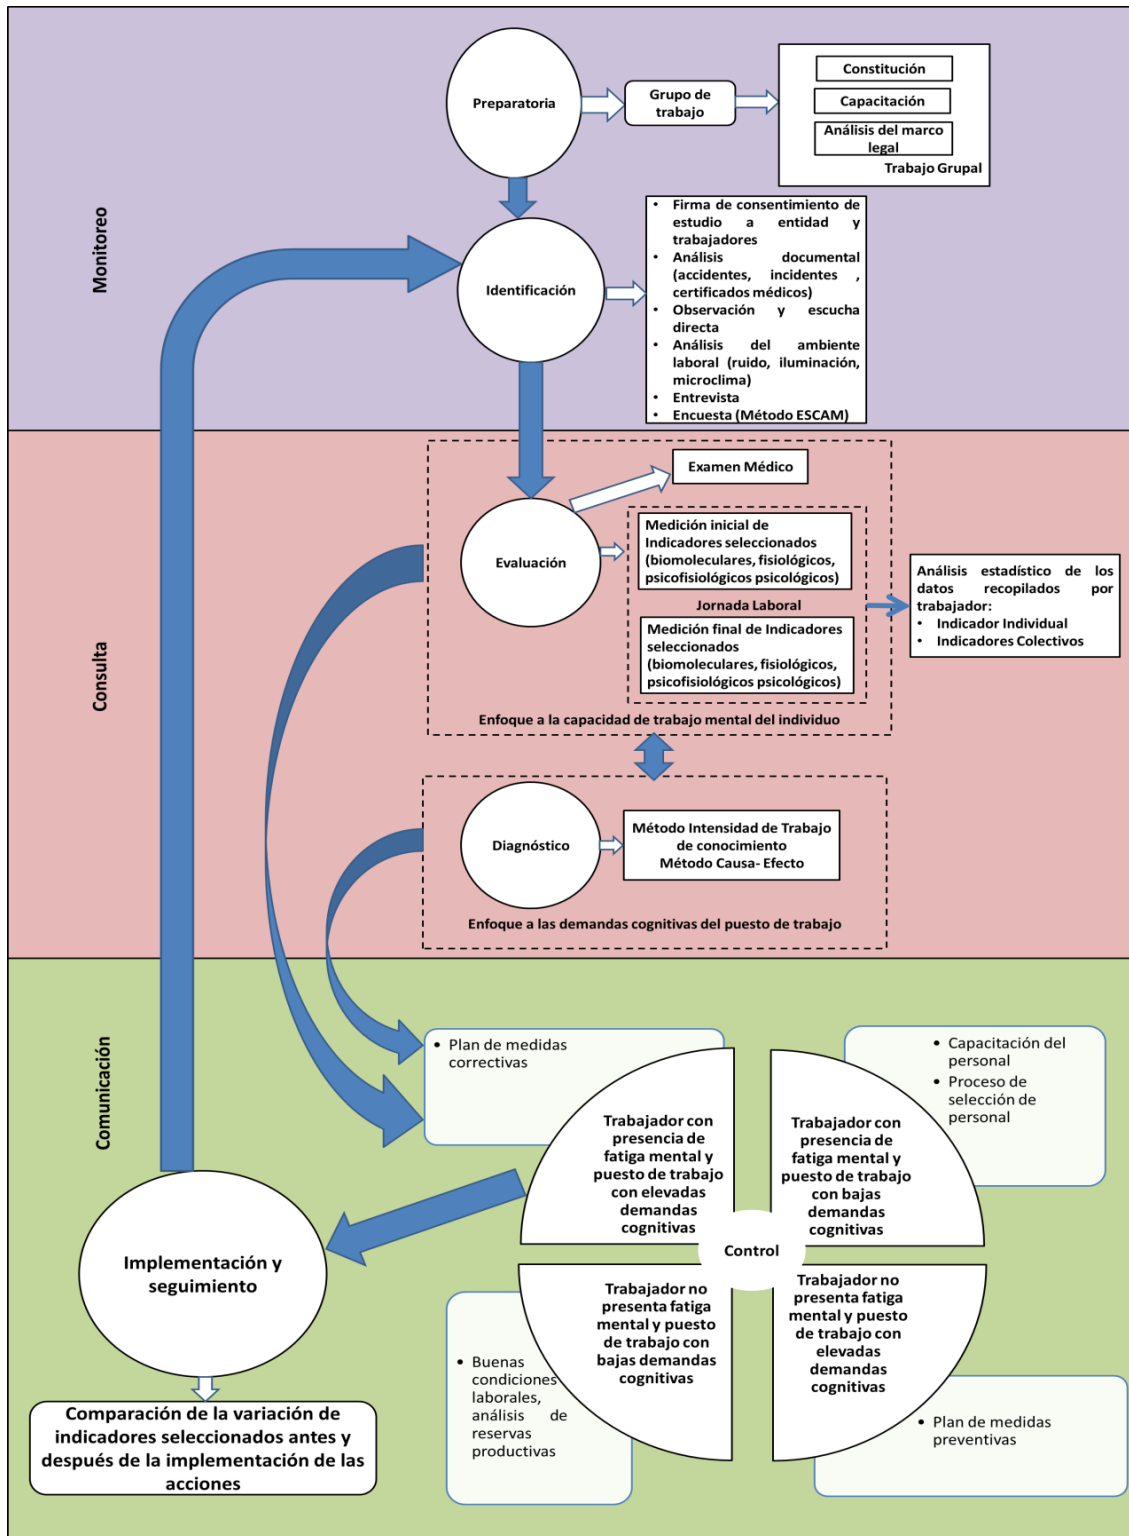 Monitoreo
Preparatoria
Grupo de
trabajo
Constitución
Capacitación
Análisis del marco
legal
Trabajo Grupal
Identificación
• Firma de consentimiento de
estudio a entidad y
trabajadores
• Análisis documental
(accidentes, incidentes ,
certificados médicos)
• Observación y escucha
directa
• Análisis del ambiente
laboral (ruido, iluminación,
microclima)
• Entrevista
• Encuesta (Método ESCAM)
Consulta
Evaluación
Examen Médico
Medición inicial de
Indicadores seleccionados
(biomoleculares, fisiológicos,
psicofisiológicos psicológicos)
Jornada Laboral
Medición final de Indicadores
seleccionados
(biomoleculares, fisiológicos,
psicofisiológicos psicológicos)
Enfoque a la capacidad de trabajo mental del individuo
Análisis estadístico de los
datos recopilados por
trabajador:
• Indicador Individual
• Indicadores Colectivos
Diagnóstico
Método Intensidad de Trabajo
de conocimiento
Método Causa- Efecto
Enfoque a las demandas cognitivas del puesto de trabajo
Comunicación
• Plan de medidas
correctivas
• Capacitación del
personal
• Proceso de
selección de
personal
Trabajador con
presencia de
fatiga mental y
puesto de trabajo
con elevadas
demandas
cognitivas
Trabajador con
presencia de
fatiga mental y
puesto de trabajo
con bajas
demandas
cognitivas
Control
Trabajador no
presenta fatiga
mental y puesto
de trabajo con
bajas demandas
cognitivas
Trabajador no
presenta fatiga
mental y puesto
de trabajo con
elevadas
demandas
cognitivas
• Buenas
condiciones
laborales,
análisis de
reservas
productivas
• Plan de medidas
preventivas
Implementación y
seguimiento
Comparación de la variación de
indicadores seleccionados antes y
después de la implementación de las
acciones